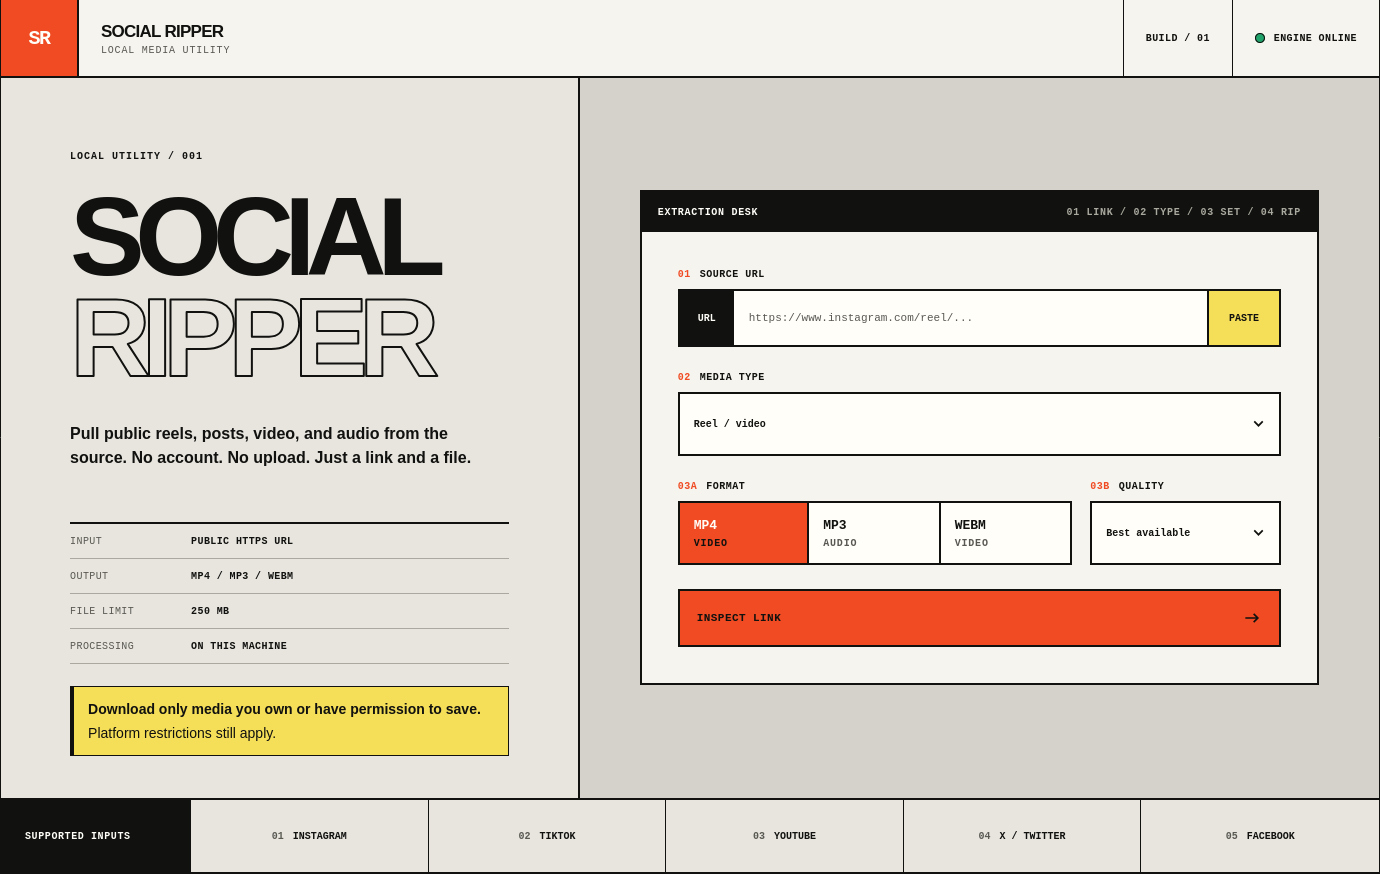 SR
SOCIAL RIPPER
LOCAL MEDIA UTILITY
BUILD / 01
ENGINE ONLINE
LOCAL UTILITY / 001
SOCIAL
RIPPER
Pull public reels, posts, video, and audio from the
source. No account. No upload. Just a link and a file.
INPUT PUBLIC HTTPS URL
OUTPUT MP4 / MP3 / WEBM
FILE LIMIT 250 MB
PROCESSING ON THIS MACHINE
Download only media you own or have permission to save.
Platform restrictions still apply.
EXTRACTION DESK 01 LINK / 02 TYPE / 03 SET / 04 RIP
01 SOURCE URL
URL https://www.instagram.com/reel/... PASTE
02 MEDIA TYPE
Reel / video
03A FORMAT 03B QUALITY
MP4 MP3 WEBM
VIDEO AUDIO VIDEO
Best available
INSPECT LINK
SUPPORTED INPUTS 01 INSTAGRAM 02 TIKTOK 03 YOUTUBE 04 X / TWITTER 05 FACEBOOK